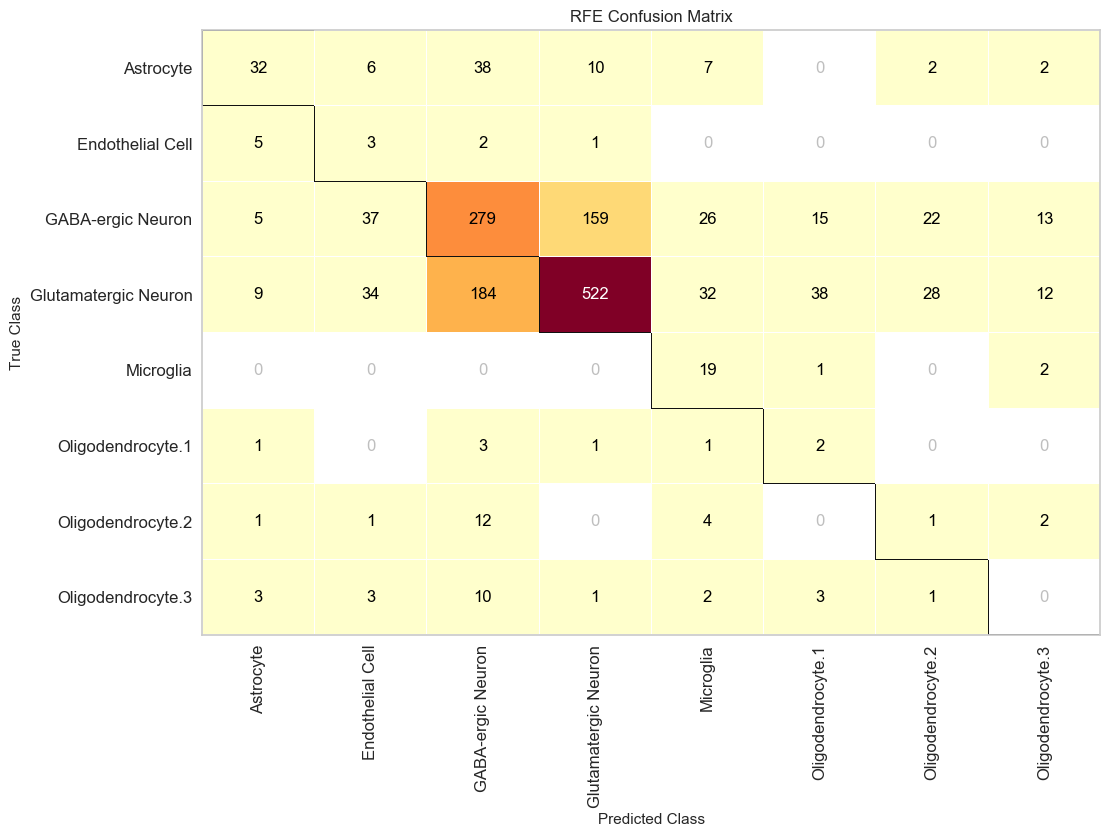 RFE Confusion Matrix
Astrocyte 32 6 38 10 7 0 2 2
Endothelial Cell 5 3 2 1 0 0 0 0
GABA-ergic Neuron 5 37 279 159 26 15 22 13
Glutamatergic Neuron 9 34 184 522 32 38 28 12
Microglia 0 0 0 0 19 1 0 2
Oligodendrocyte.1 1 0 3 1 1 2 0 0
Oligodendrocyte.2 1 1 12 0 4 0 1 2
Oligodendrocyte.3 3 3 10 1 2 3 1 0
True Class
Astrocyte
Endothelial Cell
GABA-ergic Neuron
Glutamatergic Neuron
Microglia
Oligodendrocyte.1
Oligodendrocyte.2
Oligodendrocyte.3
Predicted Class